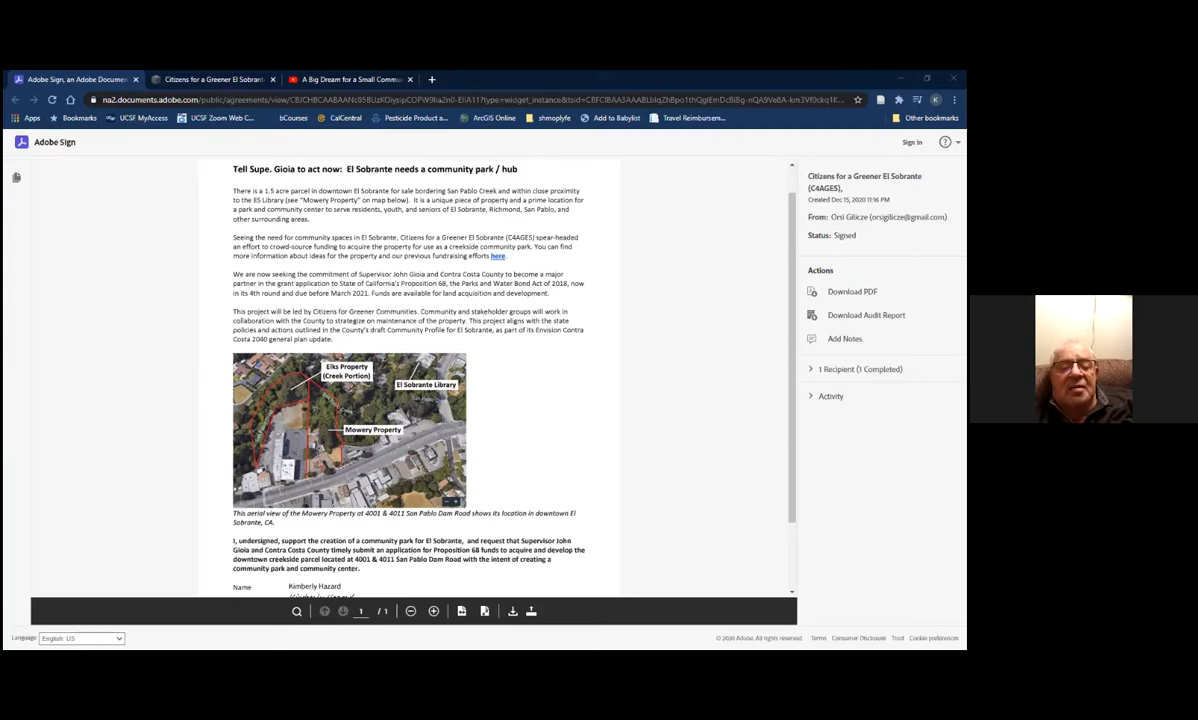 Adobe Sign, an Adobe Documen
Citizens for a Greener El Sobrant
A Big Dream for a Small Commu
Apps
Bookmarks
UCSF MyAccess
UCSF Zoom Web C...
bCourses
CalCentral
Pesticide Product a...
ArcGIS Online
shmoplyfe
Add to Babylist
Travel Reimbursem...
Other bookmarks
Adobe Sign
Sign In
Tell Supe. Gioia to act now: El Sobrante needs a community park / hub
There is a 1.5 acre parcel in downtown El Sobrante for sale bordering San Pablo Creek and within close proximity
to the ES Library (see "Mowery Property" on map below). It is a unique piece of property and a prime location for
a park and community center to serve residents, youth, and seniors of El Sobrante, Richmond, San Pablo, and
other surrounding areas.
Seeing the need for community spaces in El Sobrante, Citizens for a Greener El Sobrante (C4AGES) spear-headed
an effort to crowd-source funding to acquire the property for use as a creekside community park. You can find
more information about ideas for the property and our previous fundraising efforts here.
We are now seeking the commitment of Supervisor John Gioia and Contra Costa County to become a major
partner in the grant application to State of California's Proposition 68, the Parks and Water Bond Act of 2018, now
in its 4th round and due before March 2021. Funds are available for land acquisition and development.
This project will be led by Citizens for Greener Communities. Community and stakeholder groups will work in
collaboration with the County to strategize on maintenance of the property. This project aligns with the state
policies and actions outlined in the County's draft Community Profile for El Sobrante, as part of its Envision Contra
Costa 2040 general plan update.
Elks Property
(Creek Portion)
El Sobrante Library
Mowery Property
This aerial view of the Mowery Property at 4001 & 4011 San Pablo Dam Road shows its location in downtown El
Sobrante, CA.
I, undersigned, support the creation of a community park for El Sobrante, and request that Supervisor John
Gioia and Contra Costa County timely submit an application for Proposition 68 funds to acquire and develop the
downtown creekside parcel located at 4001 & 4011 San Pablo Dam Road with the intent of creating a
community park and community center.
Name Kimberly Hazard
Citizens for a Greener El Sobrante
(C4AGES),
Created Dec 15, 2020 11:16 PM
From: Orsi Gilicze (orsigilicze@gmail.com)
Status: Signed
Actions
Download PDF
Download Audit Report
Add Notes
1 Recipient (1 Completed)
Activity
1 / 1
Language English: US
© 2020 Adobe. All rights reserved. Terms Consumer Disclosure Trust Cookie preferences